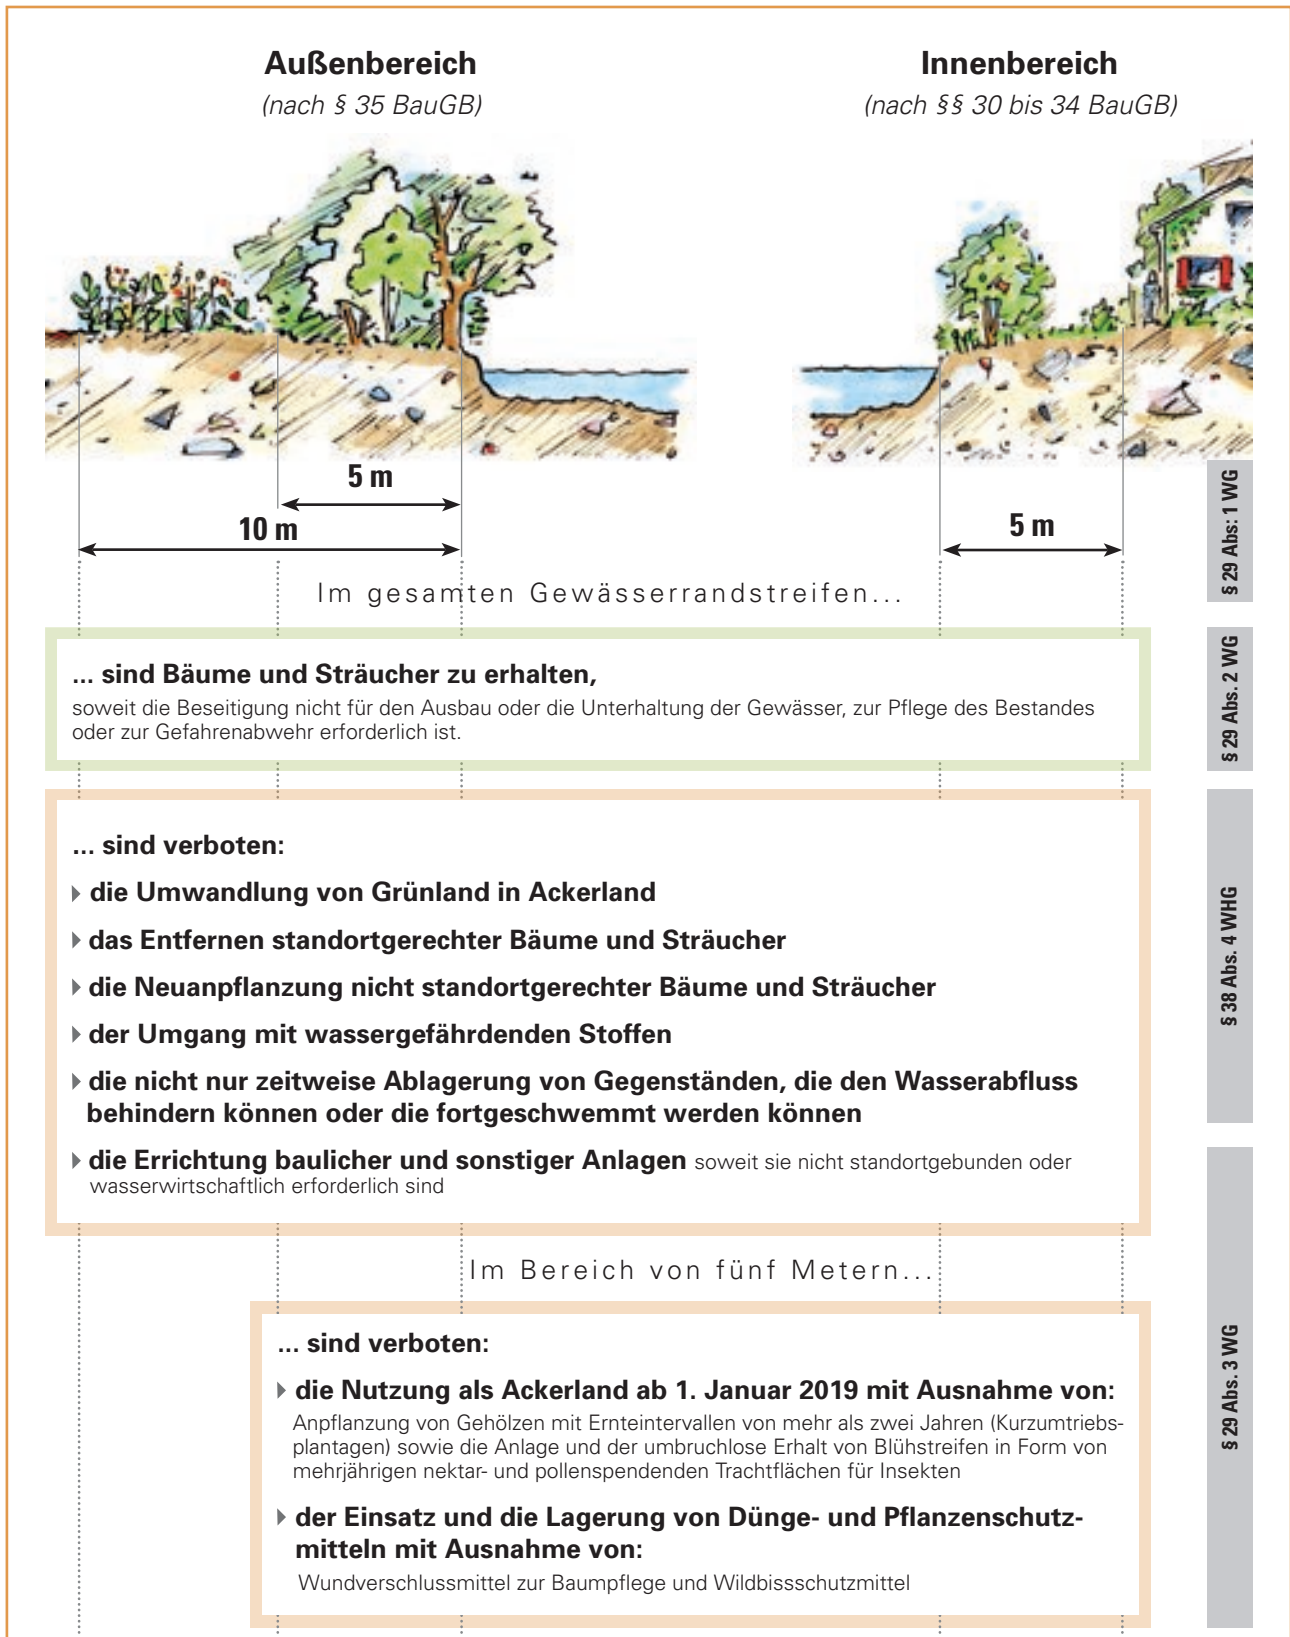 Außenbereich
(nach § 35 BauGB)
Innenbereich
(nach §§ 30 bis 34 BauGB)
5 m
10 m
5 m
§ 29 Abs: 1 WG
Im gesamten Gewässerrandstreifen...
... sind Bäume und Sträucher zu erhalten,
soweit die Beseitigung nicht für den Ausbau oder die Unterhaltung der Gewässer, zur Pflege des Bestandes
oder zur Gefahrenabwehr erforderlich ist.
§ 29 Abs. 2 WG
... sind verboten:
die Umwandlung von Grünland in Ackerland
das Entfernen standortgerechter Bäume und Sträucher
die Neuanpflanzung nicht standortgerechter Bäume und Sträucher
der Umgang mit wassergefährdenden Stoffen
die nicht nur zeitweise Ablagerung von Gegenständen, die den Wasserabfluss
behindern können oder die fortgeschwemmt werden können
die Errichtung baulicher und sonstiger Anlagen soweit sie nicht standortgebunden oder
wasserwirtschaftlich erforderlich sind
§ 38 Abs. 4 WHG
Im Bereich von fünf Metern...
... sind verboten:
die Nutzung als Ackerland ab 1. Januar 2019 mit Ausnahme von:
Anpflanzung von Gehölzen mit Ernteintervallen von mehr als zwei Jahren (Kurzumtriebs-
plantagen) sowie die Anlage und der umbruchlose Erhalt von Blühstreifen in Form von
mehrjährigen nektar- und pollenspendenden Trachtflächen für Insekten
der Einsatz und die Lagerung von Dünge- und Pflanzenschutz-
mitteln mit Ausnahme von:
Wundverschlussmittel zur Baumpflege und Wildbissschutzmittel
§ 29 Abs. 3 WG